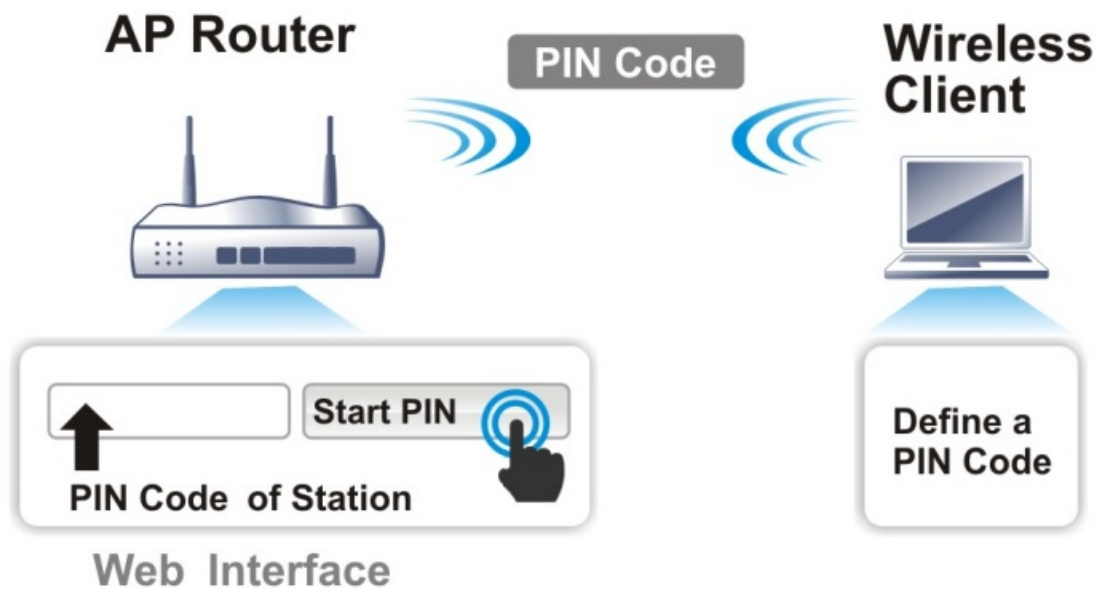 AP Router
PIN Code
Wireless
Client
Start PIN
PIN Code of Station
Web Interface
Define a
PIN Code